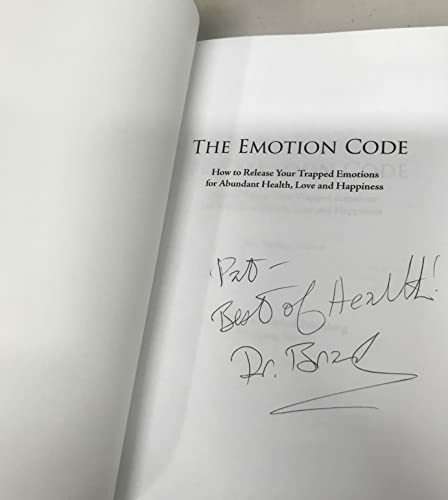 THE EMOTION CODE
How to Release Your Trapped Emotions
for Abundant Health, Love and Happiness
Pat –
Best of Health!
Dr. Brad